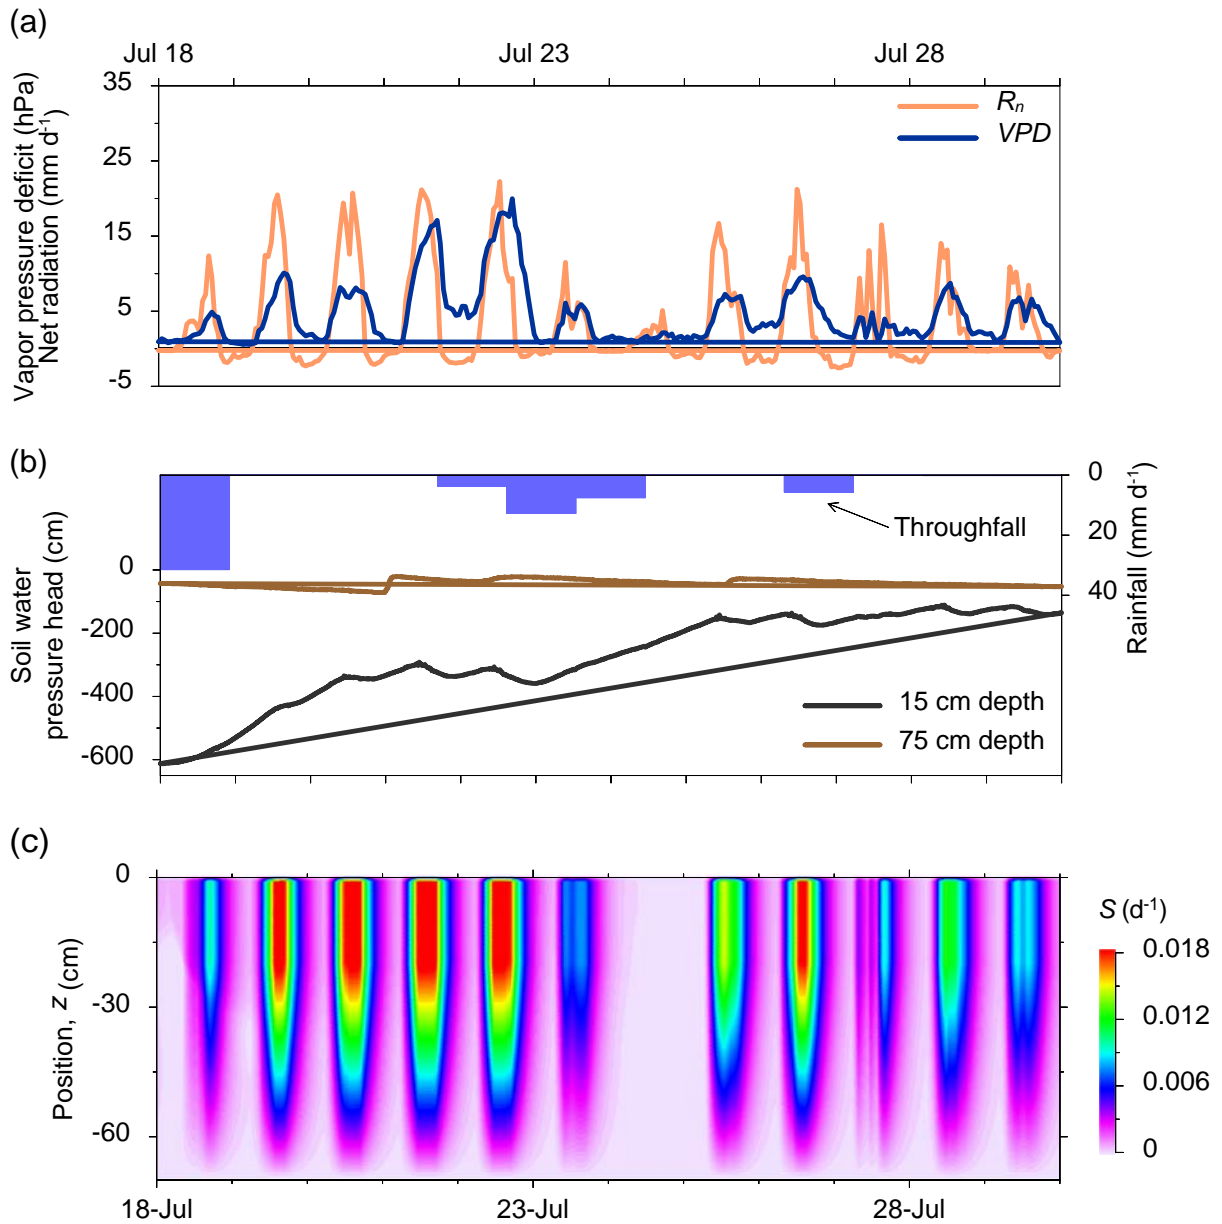 (a)
Jul 18 Jul 23 Jul 28
35
25
15
5
-5
Vapor pressure deficit (hPa)
Net radiation (mm d-1)
Rn
VPD
(b)
0
-200
-400
-600
Soil water
pressure head (cm)
0
20
40
Rainfall (mm d-1)
Throughfall
15 cm depth
75 cm depth
(c)
0
-30
-60
Position, z (cm)
18-Jul 23-Jul 28-Jul
S (d-1)
0.018
0.012
0.006
0